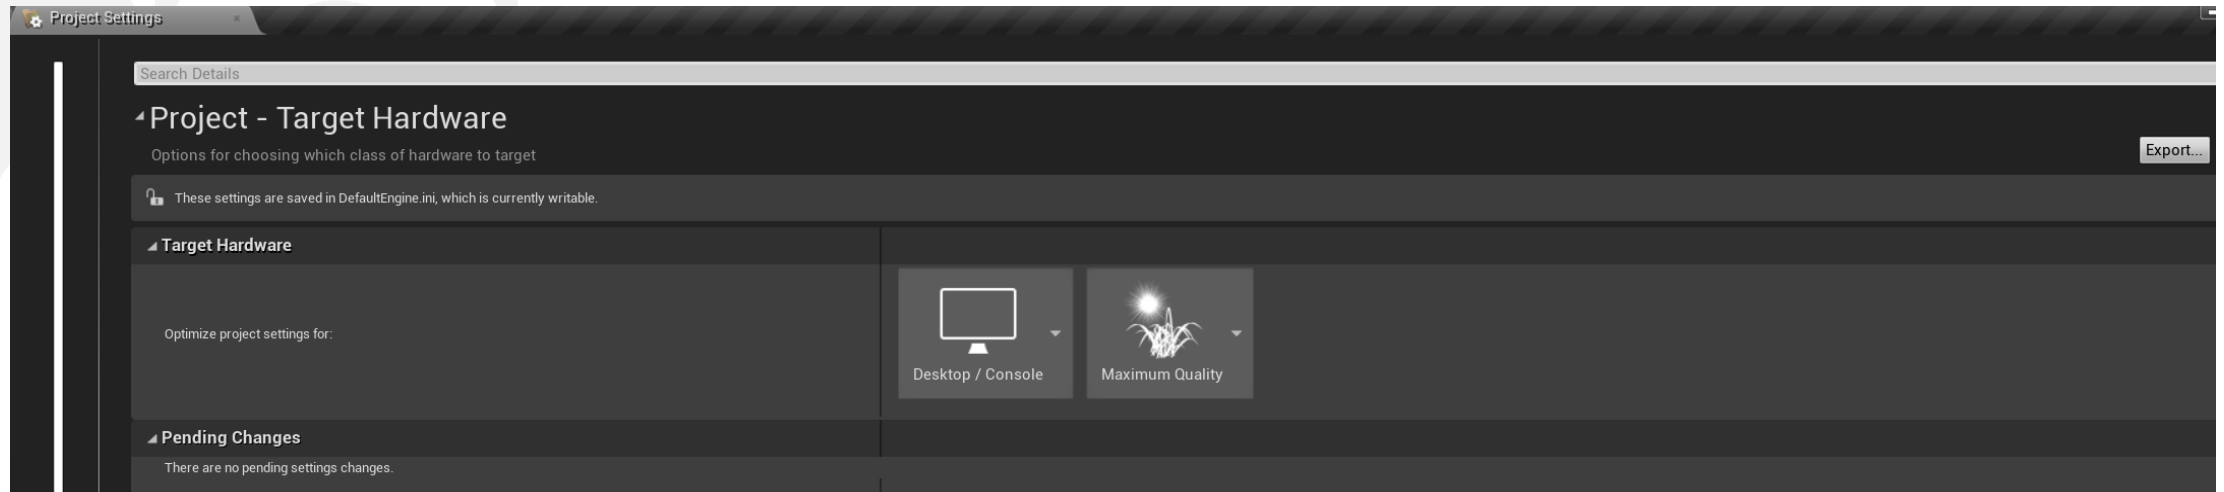 Project Settings
Search Details
Project - Target Hardware
Options for choosing which class of hardware to target
Export...
These settings are saved in DefaultEngine.ini, which is currently writable.
Target Hardware
Optimize project settings for:
Desktop / Console
Maximum Quality
Pending Changes
There are no pending settings changes.